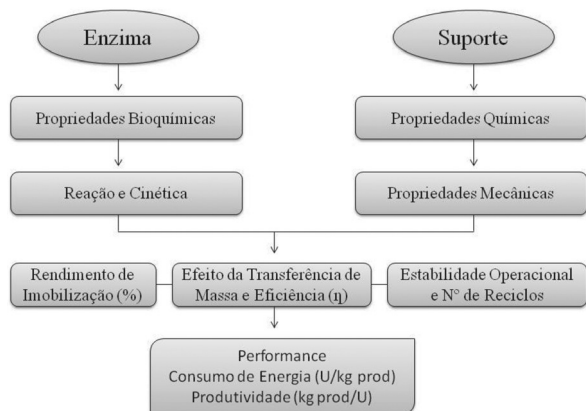 Enzima
Suporte
Propriedades Bioquímicas
Propriedades Químicas
Reação e Cinética
Propriedades Mecânicas
Rendimento de
Imobilização (%)
Efeito da Transferência de
Massa e Eficiência (η)
Estabilidade Operacional
e N° de Reciclos
Performance
Consumo de Energia (U/kg prod)
Produtividade (kg prod/U)